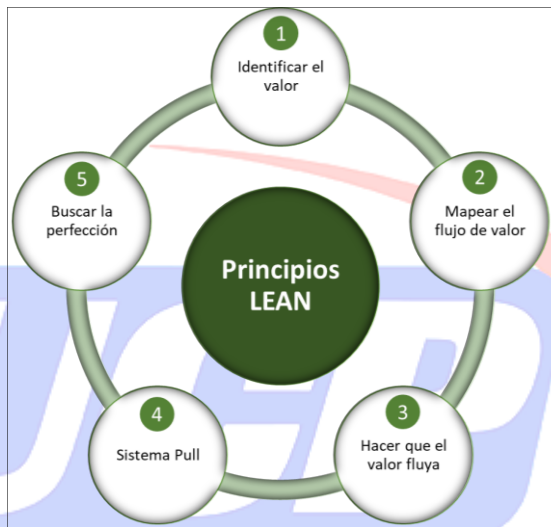 1
Identificar el
valor
2
Mapear el
flujo de valor
3
Hacer que el
valor fluya
4
Sistema Pull
5
Buscar la
perfección
Principios
LEAN